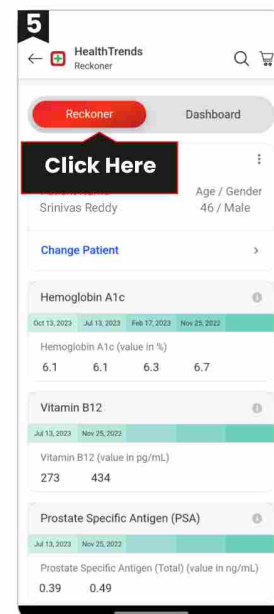 5
HealthTrends
Reckoner
Reckoner
Dashboard
Click Here
Age / Gender
Srinivas Reddy
46 / Male
Change Patient
Hemoglobin A1c
Oct 13, 2023 Jul 13, 2023 Feb 17, 2023 Nov 25, 2022
Hemoglobin A1c (value in %)
6.1 6.1 6.3 6.7
Vitamin B12
Jul 13, 2023 Nov 25, 2022
Vitamin B12 (value in pg/mL)
273 434
Prostate Specific Antigen (PSA)
Jul 13, 2023 Nov 25, 2022
Prostate Specific Antigen (Total) (value in ng/mL)
0.39 0.49